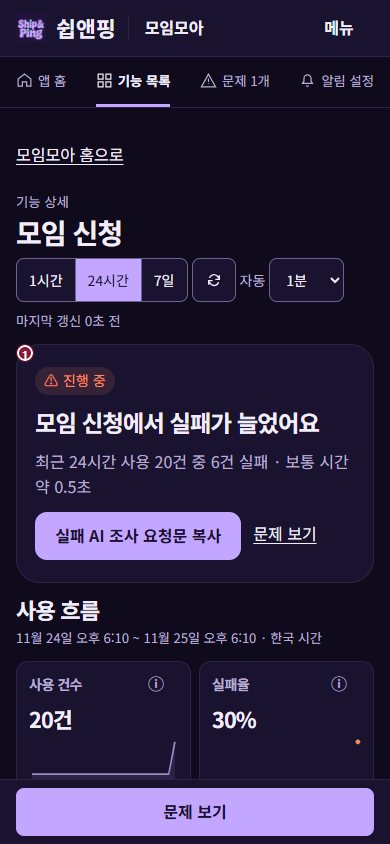 Ship&
Ping
쉽앤핑
모임모아
메뉴
앱 홈
기능 목록
문제 1개
알림 설정
모임모아 홈으로
기능 상세
모임 신청
1시간
24시간
7일
자동
1분
마지막 갱신 0초 전
1
진행 중
모임 신청에서 실패가 늘었어요
최근 24시간 사용 20건 중 6건 실패 · 보통 시간
약 0.5초
실패 AI 조사 요청문 복사
문제 보기
사용 흐름
11월 24일 오후 6:10 ~ 11월 25일 오후 6:10 · 한국 시간
사용 건수
실패율
20건
30%
문제 보기